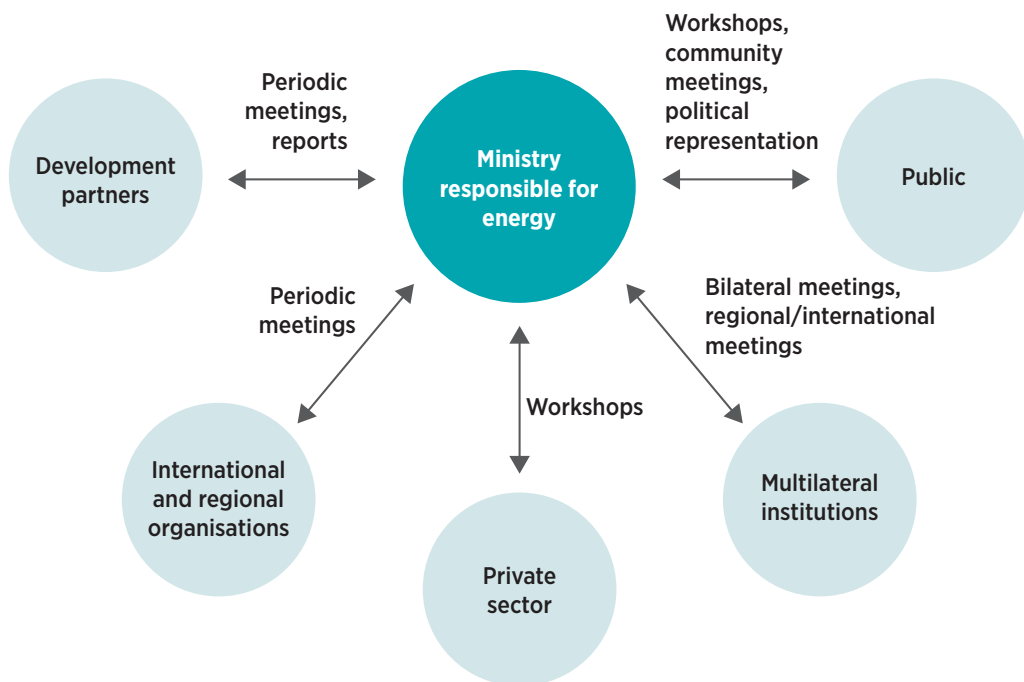 Workshops,
community
meetings,
political
representation
Periodic
meetings,
reports
Ministry
responsible for
energy
Development
partners
Public
Periodic
meetings
Bilateral meetings,
regional/international
meetings
Workshops
International
and regional
organisations
Multilateral
institutions
Private
sector